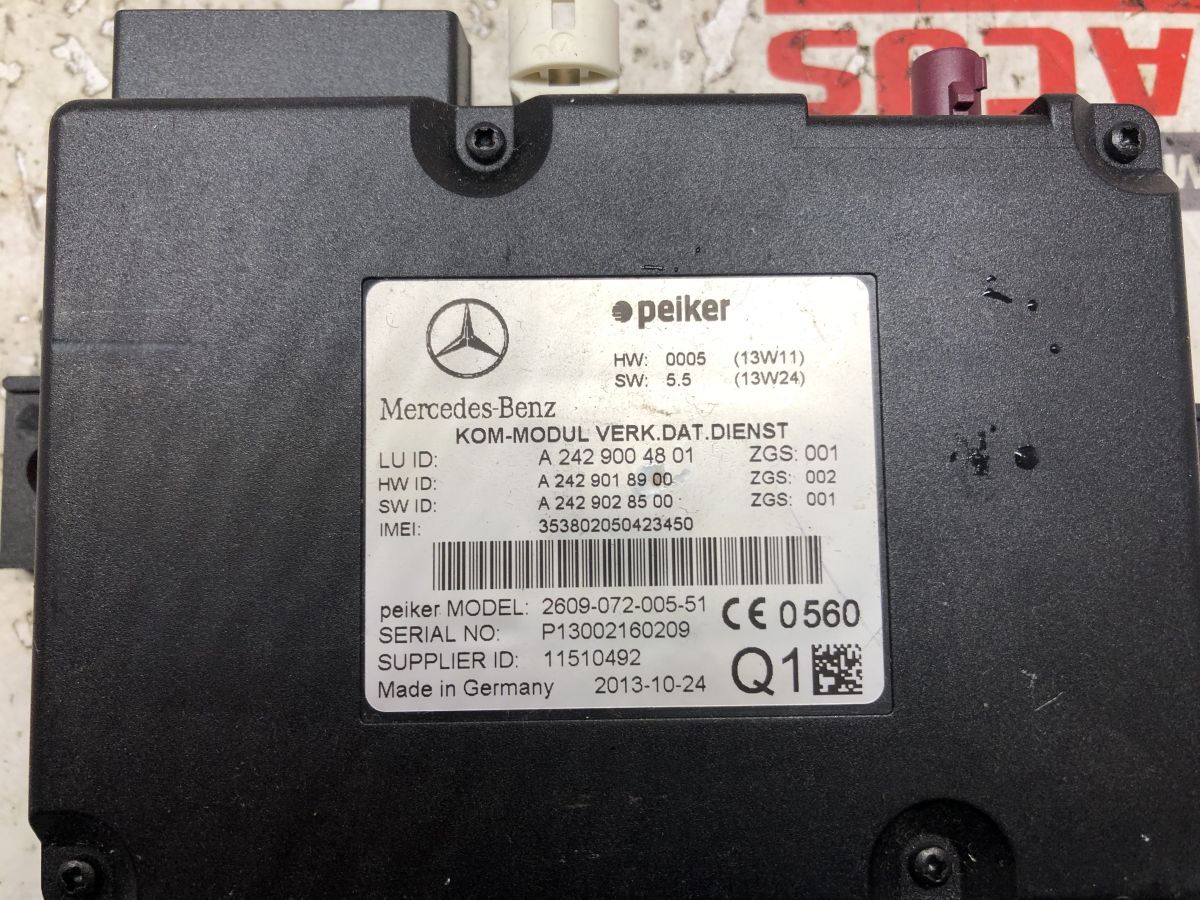 ACUS
M
peiker
HW: 0005 (13W11)
SW: 5.5 (13W24)
Mercedes-Benz
KOM-MODUL VERK.DAT.DIENST
LU ID: A 242 900 48 01 ZGS: 001
HW ID: A 242 901 89 00 ZGS: 002
SW ID: A 242 902 85 00 ZGS: 001
IMEI: 353802050423450
peiker MODEL: 2609-072-005-51
CE 0560
SERIAL NO: P13002160209
SUPPLIER ID: 11510492
Made in Germany 2013-10-24
Q1